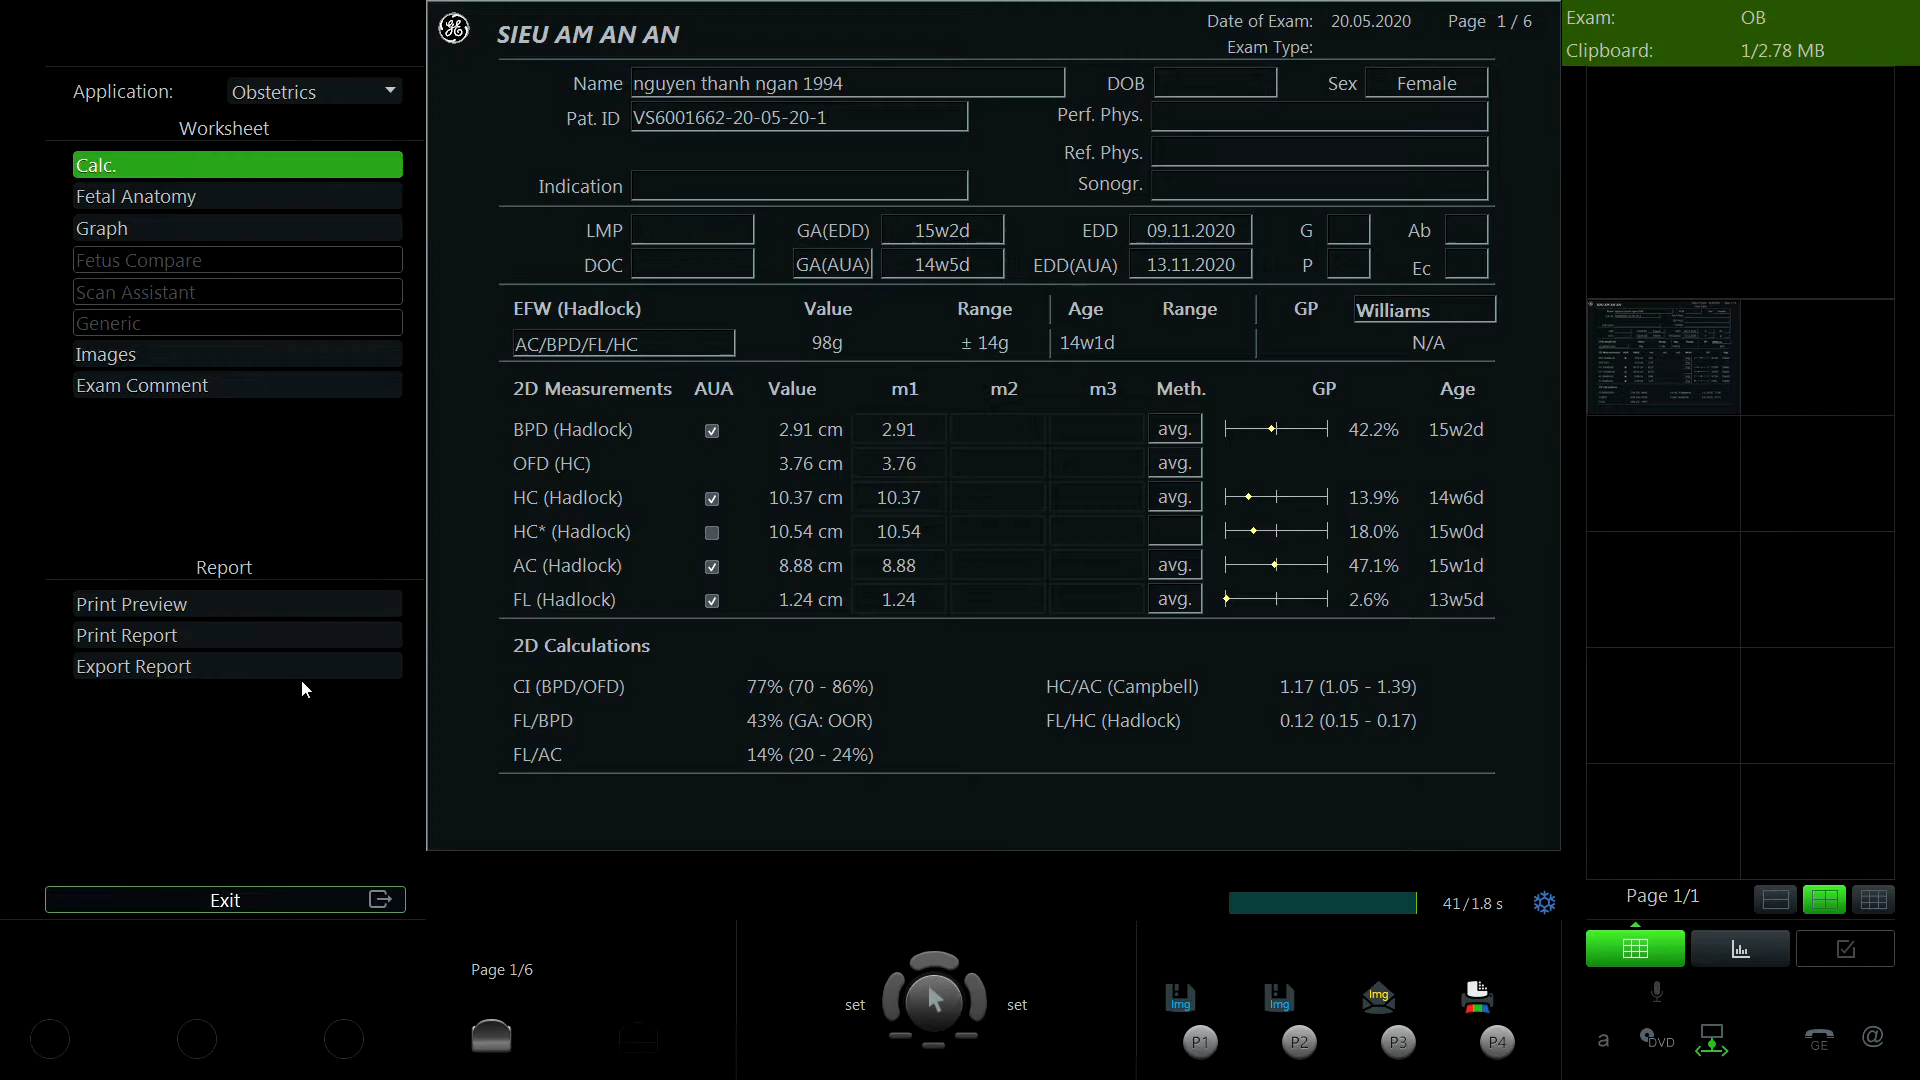 Application: Obstetrics
Worksheet
Calc.
Fetal Anatomy
Graph
Fetus Compare
Scan Assistant
Generic
Images
Exam Comment
Report
Print Preview
Print Report
Export Report
Exit
SIEU AM AN AN
Date of Exam: 20.05.2020 Page 1 / 6
Exam Type:
Name nguyen thanh ngan 1994 DOB Sex Female
Pat. ID VS6001662-20-05-20-1 Perf. Phys.
Ref. Phys.
Indication Sonogr.
LMP GA(EDD) 15w2d EDD 09.11.2020 G Ab
DOC GA(AUA) 14w5d EDD(AUA) 13.11.2020 P Ec
EFW (Hadlock) Value Range Age Range GP Williams
AC/BPD/FL/HC 98g ± 14g 14w1d N/A
2D Measurements AUA Value m1 m2 m3 Meth. GP Age
BPD (Hadlock) 2.91 cm 2.91 avg. 42.2% 15w2d
OFD (HC) 3.76 cm 3.76 avg.
HC (Hadlock) 10.37 cm 10.37 avg. 13.9% 14w6d
HC* (Hadlock) 10.54 cm 10.54 18.0% 15w0d
AC (Hadlock) 8.88 cm 8.88 avg. 47.1% 15w1d
FL (Hadlock) 1.24 cm 1.24 avg. 2.6% 13w5d
2D Calculations
CI (BPD/OFD) 77% (70 - 86%) HC/AC (Campbell) 1.17 (1.05 - 1.39)
FL/BPD 43% (GA: OOR) FL/HC (Hadlock) 0.12 (0.15 - 0.17)
FL/AC 14% (20 - 24%)
41/1.8 s
Page 1/6
set set
Img Img Img
P1 P2 P3 P4
Exam: OB
Clipboard: 1/2.78 MB
Page 1/1
a DVD GE @